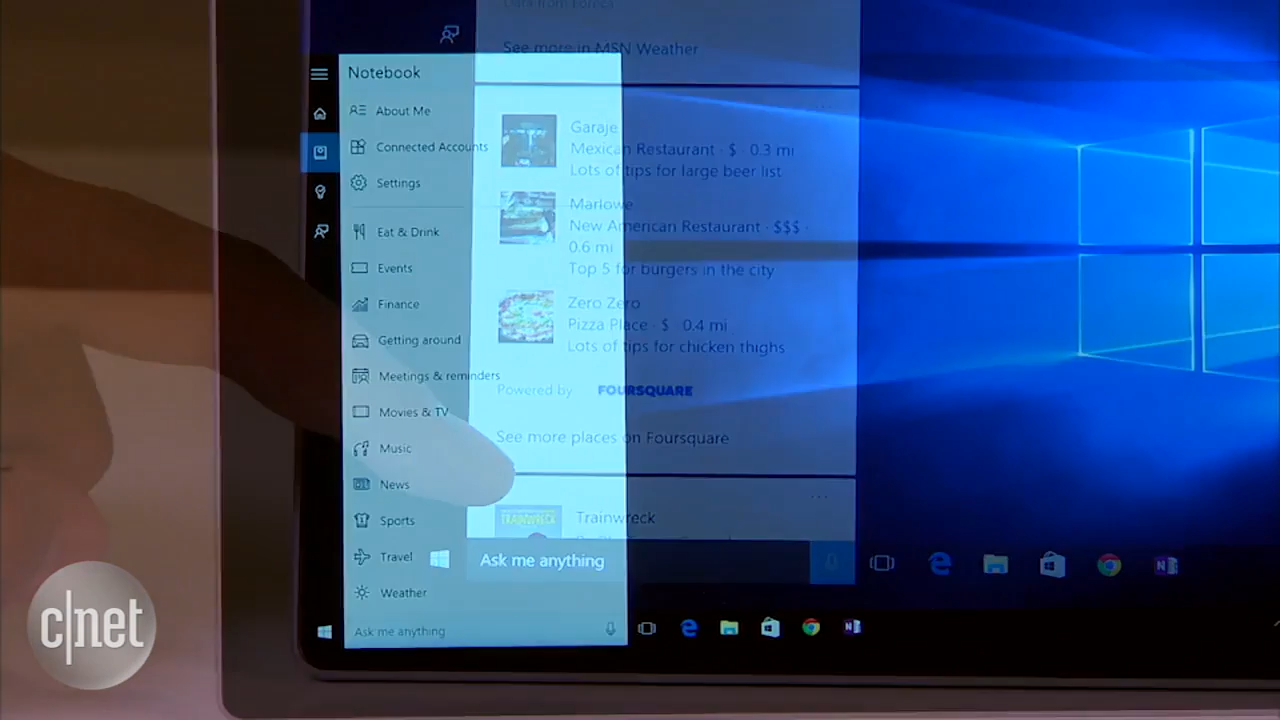 Data from Foreca
See more in MSN Weather
Notebook
About Me
Connected Accounts
Settings
Eat & Drink
Events
Finance
Getting around
Meetings & reminders
Movies & TV
Music
News
Sports
Travel
Weather
Ask me anything
Garaje
Mexican Restaurant · $ · 0.3 mi
Lots of tips for large beer list
Marlowe
New American Restaurant · $$$ ·
0.6 mi
Top 5 for burgers in the city
Zero Zero
Pizza Place · $ · 0.4 mi
Lots of tips for chicken thighs
Powered by FOURSQUARE
See more places on Foursquare
TRAINWRECK
Trainwreck
Ask me anything
c|net